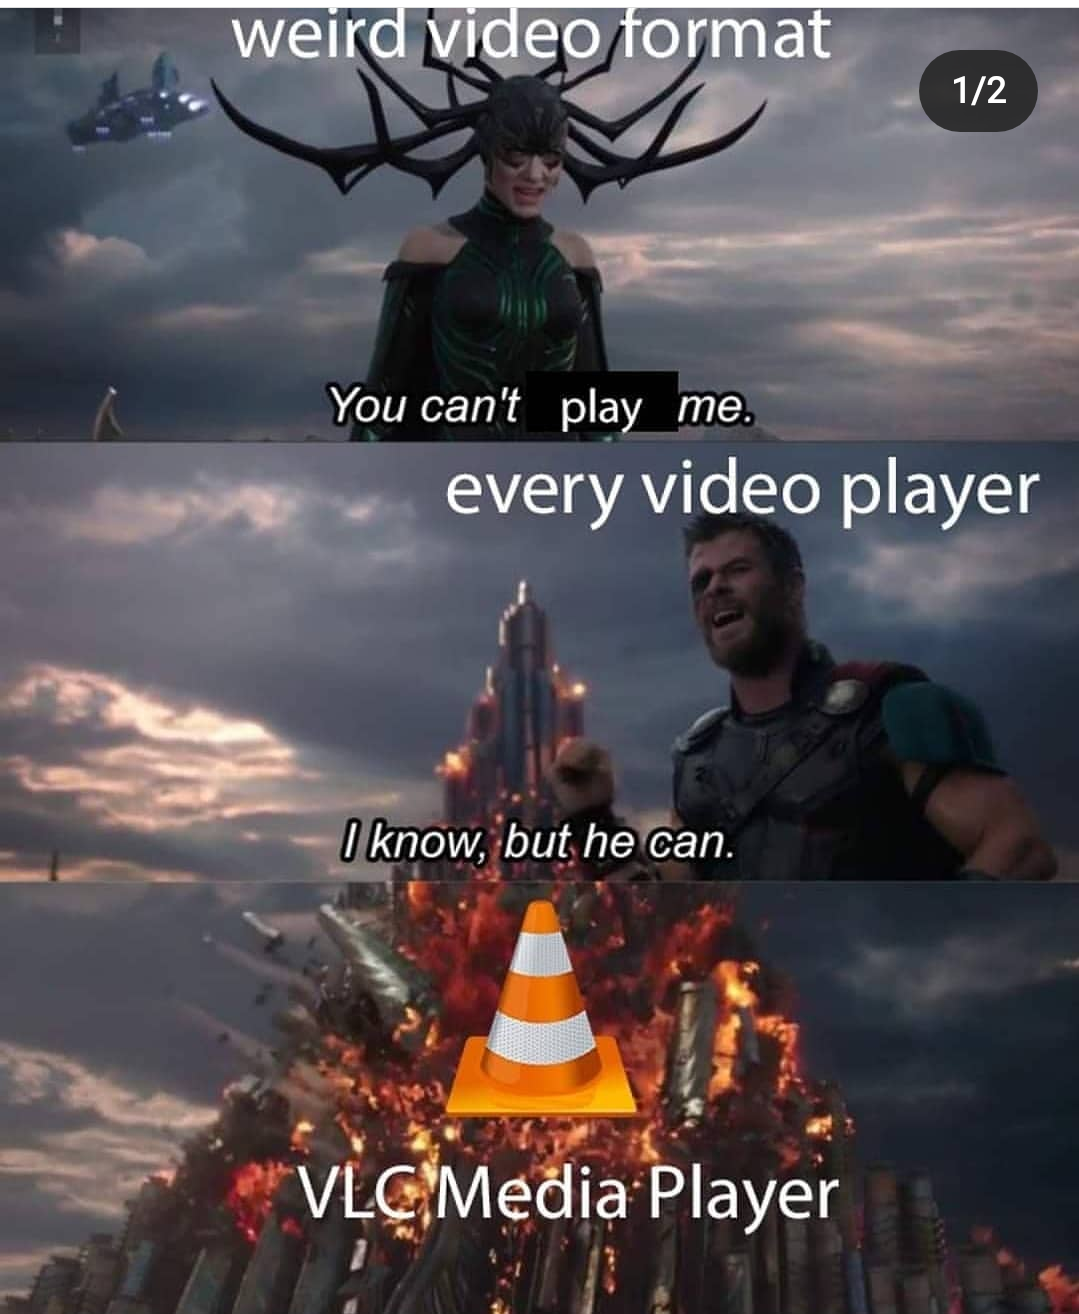 weird video format
1/2
You can't play me.
every video player
I know, but he can.
VLC Media Player